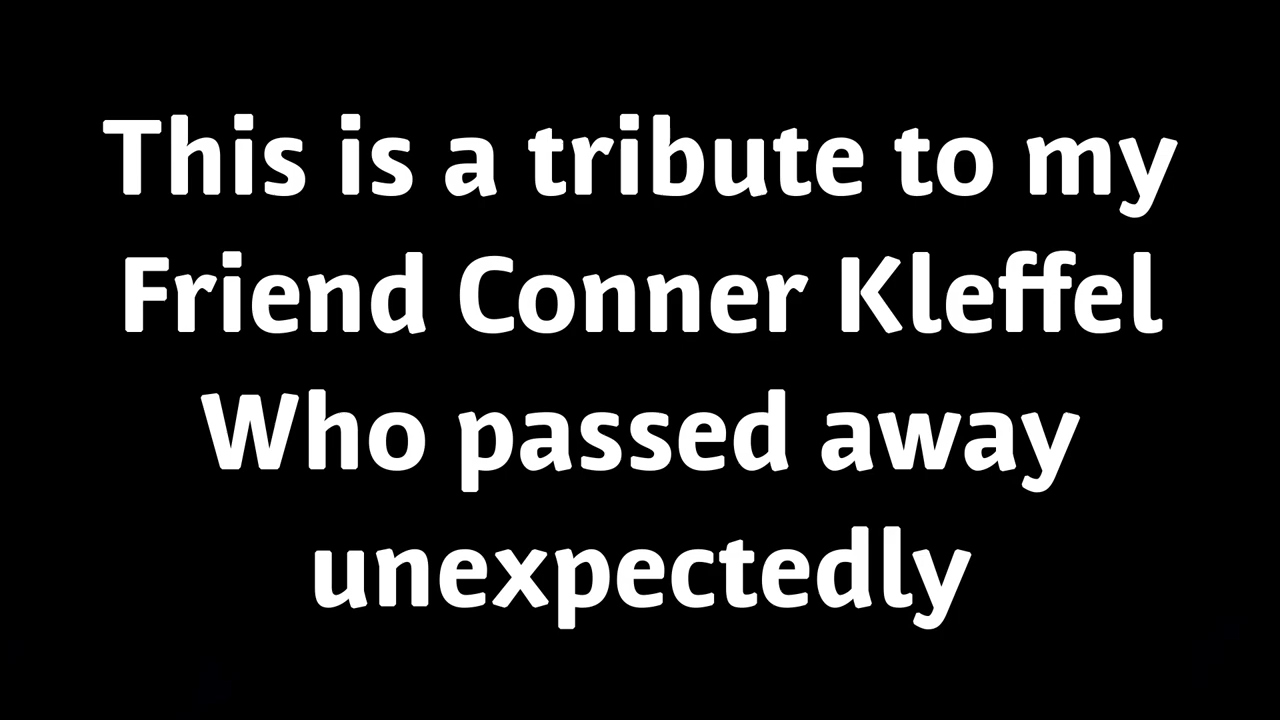 This is a tribute to my
Friend Conner Kleffel
Who passed away
unexpectedly